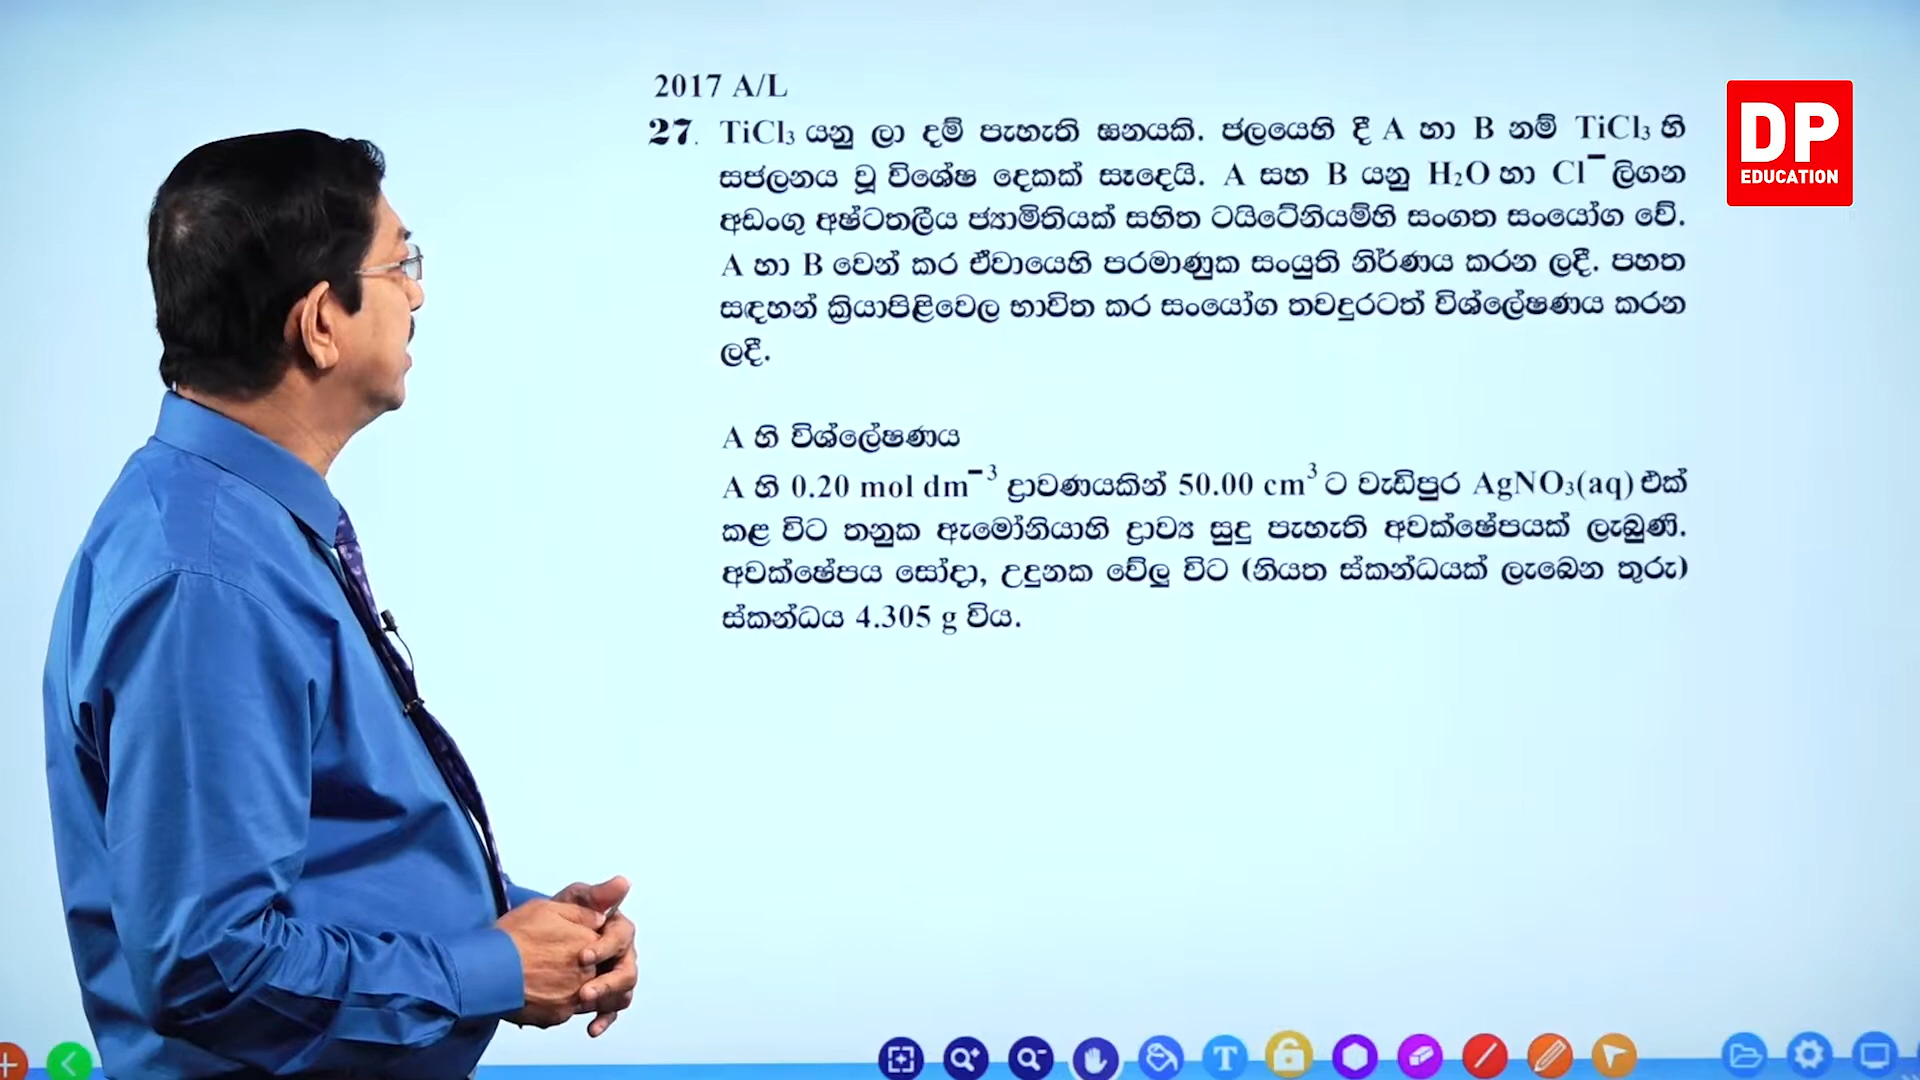 2017 A/L
DP
EDUCATION
27. TiCl₃ යනු ලා දම් පැහැති ඝනයකි. ජලයෙහි දී A හා B නම් TiCl₃ හි
සජලනය වූ විශේෂ දෙකක් සෑදෙයි. A සහ B යනු H₂O හා Cl⁻ ලිගන
අඩංගු අෂ්ටතලීය ජ්‍යාමිතියක් සහිත ටයිටේනියම්හි සංගත සංයෝග වේ.
A හා B වෙන් කර ඒවායෙහි පරමාණුක සංයුති නිර්ණය කරන ලදී. පහත
සඳහන් ක්‍රියාපිළිවෙල භාවිත කර සංයෝග තවදුරටත් විශ්ලේෂණය කරන
ලදී.
A හි විශ්ලේෂණය
A හි 0.20 mol dm⁻³ ද්‍රාවණයකින් 50.00 cm³ ට වැඩිපුර AgNO₃(aq) එක්
කළ විට තනුක ඇමෝනියාහි ද්‍රාව්‍ය සුදු පැහැති අවක්ෂේපයක් ලැබුණි.
අවක්ෂේපය සෝදා, උදුනක වේලු විට (නියත ස්කන්ධයක් ලැබෙන තුරු)
ස්කන්ධය 4.305 g විය.
T